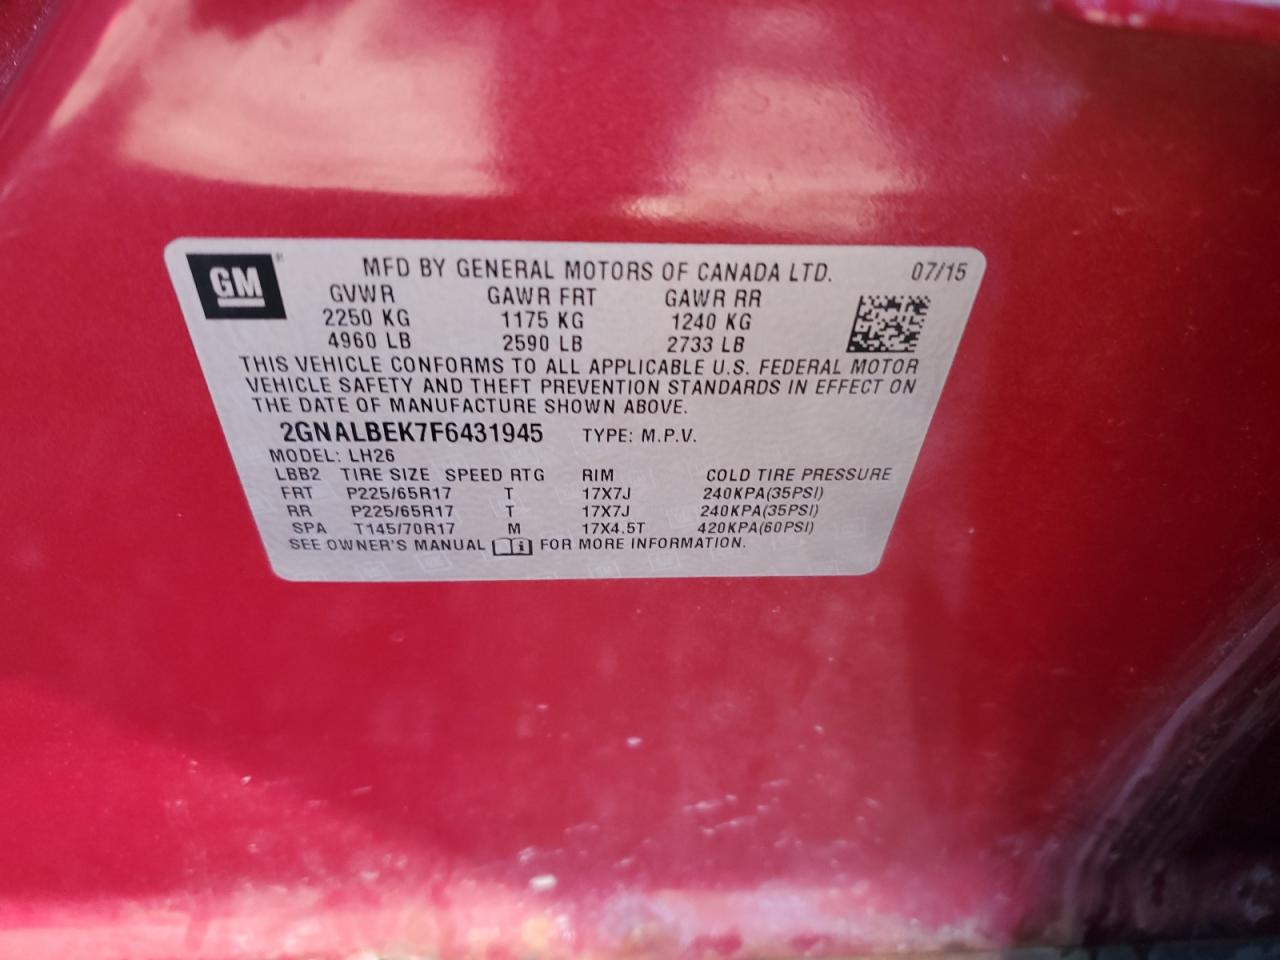 GM MFD BY GENERAL MOTORS OF CANADA LTD. 07/15
GVWR GAWR FRT GAWR RR
2250 KG 1175 KG 1240 KG
4960 LB 2590 LB 2733 LB
THIS VEHICLE CONFORMS TO ALL APPLICABLE U.S. FEDERAL MOTOR
VEHICLE SAFETY AND THEFT PREVENTION STANDARDS IN EFFECT ON
THE DATE OF MANUFACTURE SHOWN ABOVE.
2GNALBEK7F6431945 TYPE: M.P.V.
MODEL: LH26
LBB2 TIRE SIZE SPEED RTG RIM COLD TIRE PRESSURE
FRT P225/65R17 T 17X7J 240KPA(35PSI)
RR P225/65R17 T 17X7J 240KPA(35PSI)
SPA T145/70R17 M 17X4.5T 420KPA(60PSI)
SEE OWNER'S MANUAL FOR MORE INFORMATION.